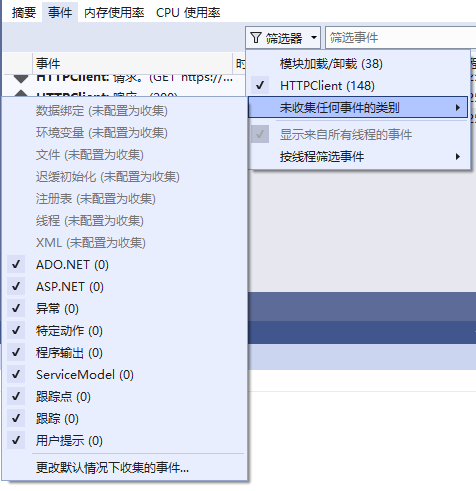 摘要 事件 内存使用率 CPU 使用率
筛选器 筛选事件
事件 时
HTTPClient: 请求。(GET https://...
模块加载/卸载 (38)
HTTPClient (148)
未收集任何事件的类别
显示来自所有线程的事件
按线程筛选事件
数据绑定 (未配置为收集)
环境变量 (未配置为收集)
文件 (未配置为收集)
迟缓初始化 (未配置为收集)
注册表 (未配置为收集)
线程 (未配置为收集)
XML (未配置为收集)
ADO.NET (0)
ASP.NET (0)
异常 (0)
特定动作 (0)
程序输出 (0)
ServiceModel (0)
跟踪点 (0)
跟踪 (0)
用户提示 (0)
更改默认情况下收集的事件...